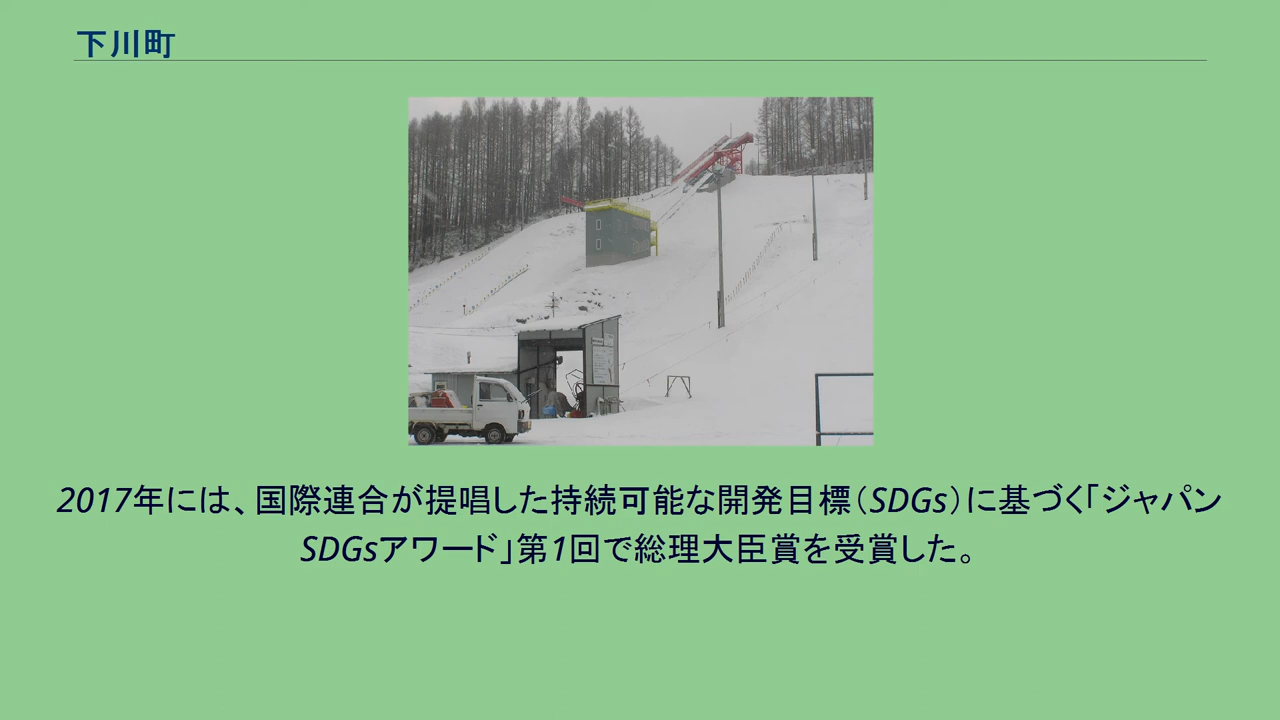 下川町
2017年には、国際連合が提唱した持続可能な開発目標（SDGs）に基づく「ジャパン
SDGsアワード」第1回で総理大臣賞を受賞した。